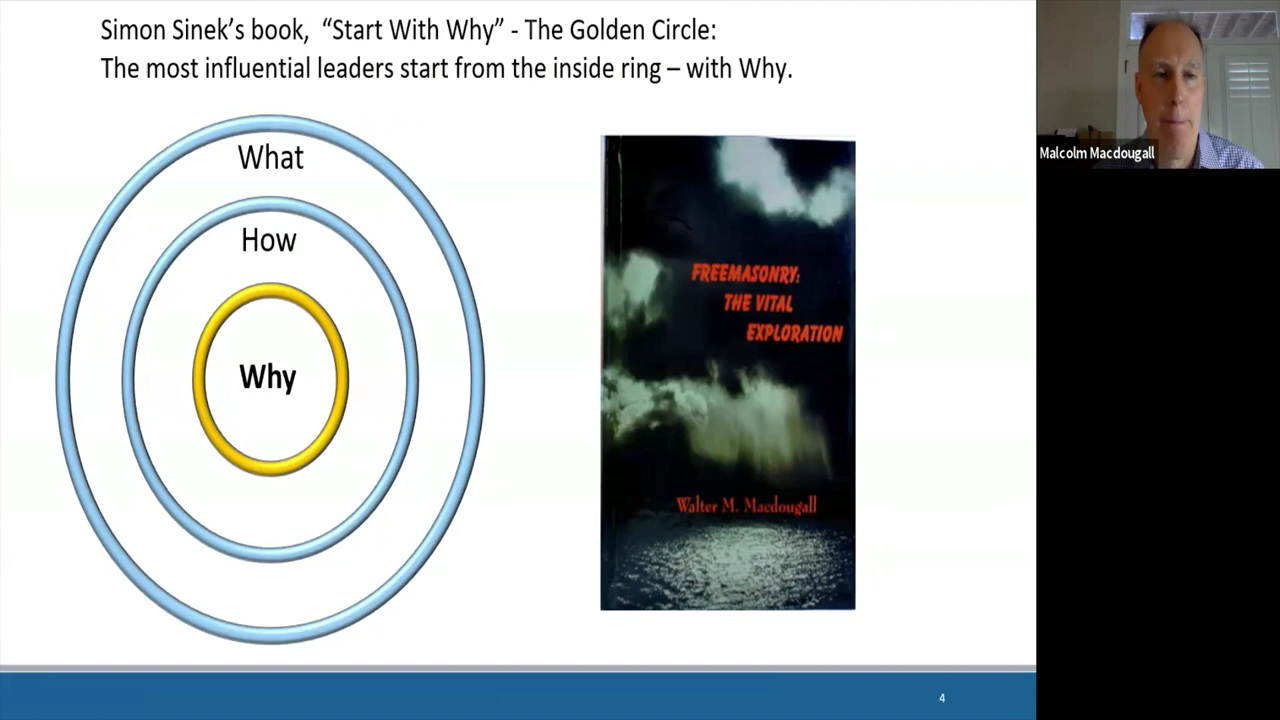 Simon Sinek’s book,  “Start With Why” - The Golden Circle:
The most influential leaders start from the inside ring – with Why.
What
How
Why
FREEMASONRY:
THE VITAL
EXPLORATION
Walter M. Macdougall
Malcolm Macdougall
4